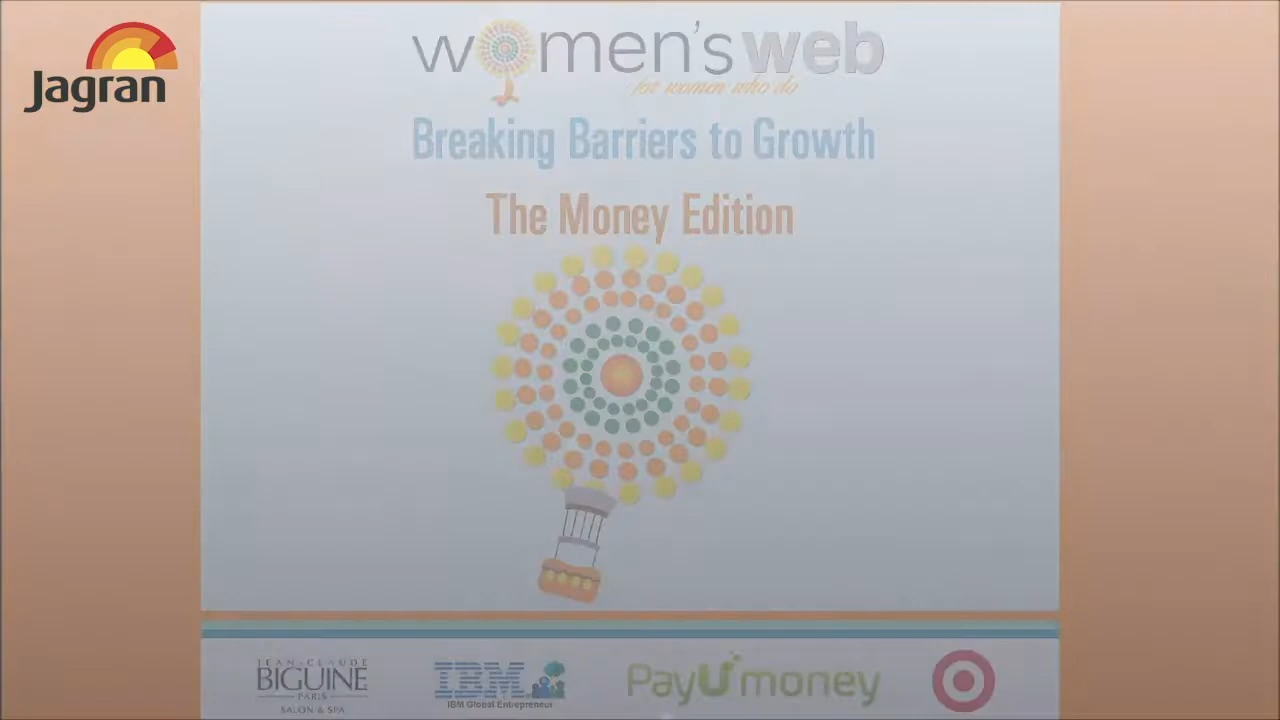 Jagran
women's web
for women who do
Breaking Barriers to Growth
The Money Edition
JEAN-CLAUDE
BIGUINE
PARIS
SALON & SPA
IBM
IBM Global Entrepreneur
PayUmoney